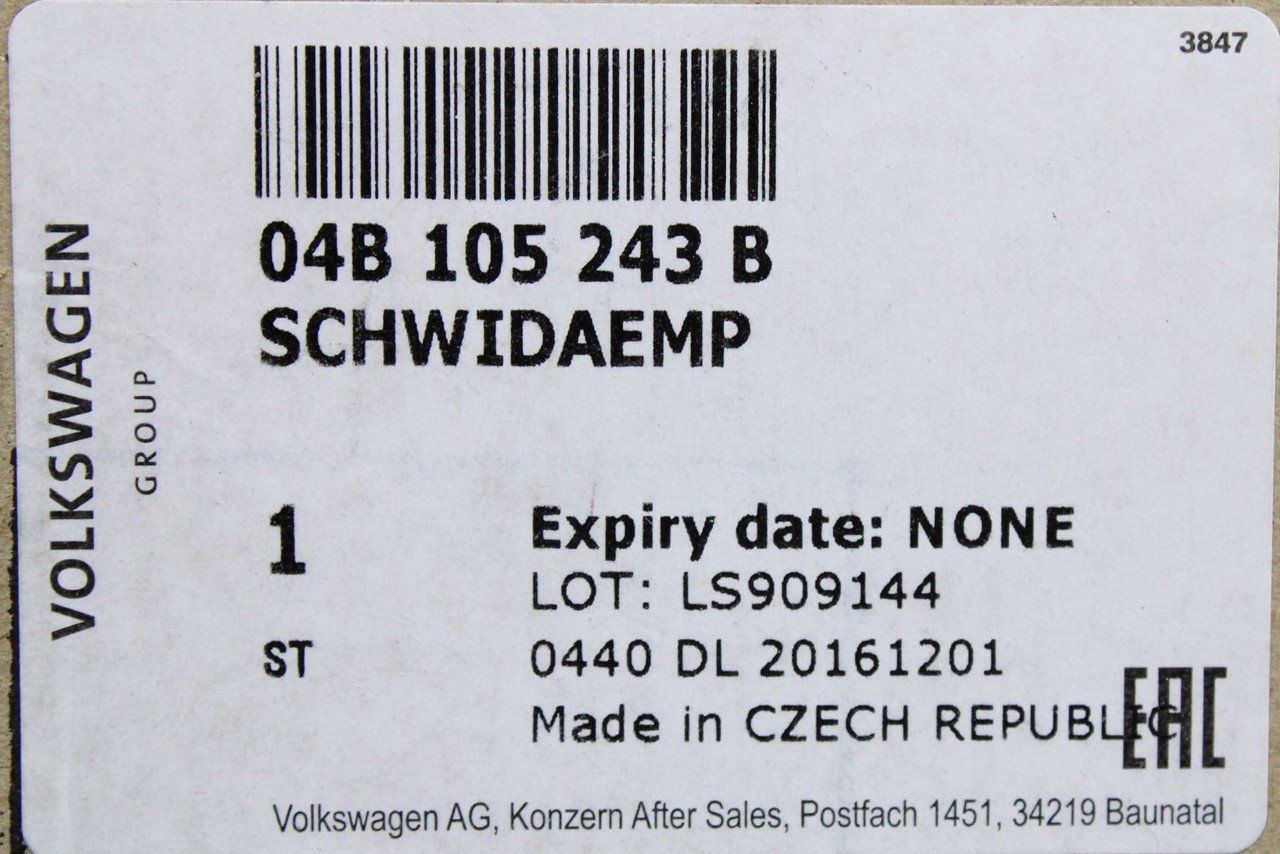 3847
04B 105 243 B
SCHWIDAEMP
VOLKSWAGEN
GROUP
1
Expiry date: NONE
LOT: LS909144
ST
0440 DL 20161201
Made in CZECH REPUBLIC
EAC
Volkswagen AG, Konzern After Sales, Postfach 1451, 34219 Baunatal